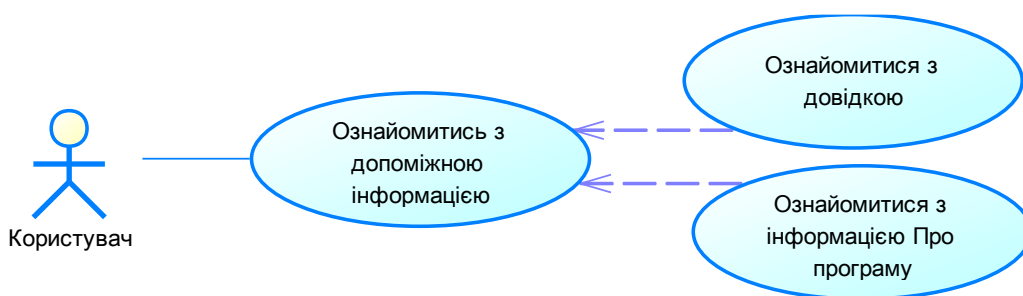 Користувач
Ознайомитись з
допоміжною
інформацією
Ознайомитися з
довідкою
Ознайомитися з
інформацією Про
програму